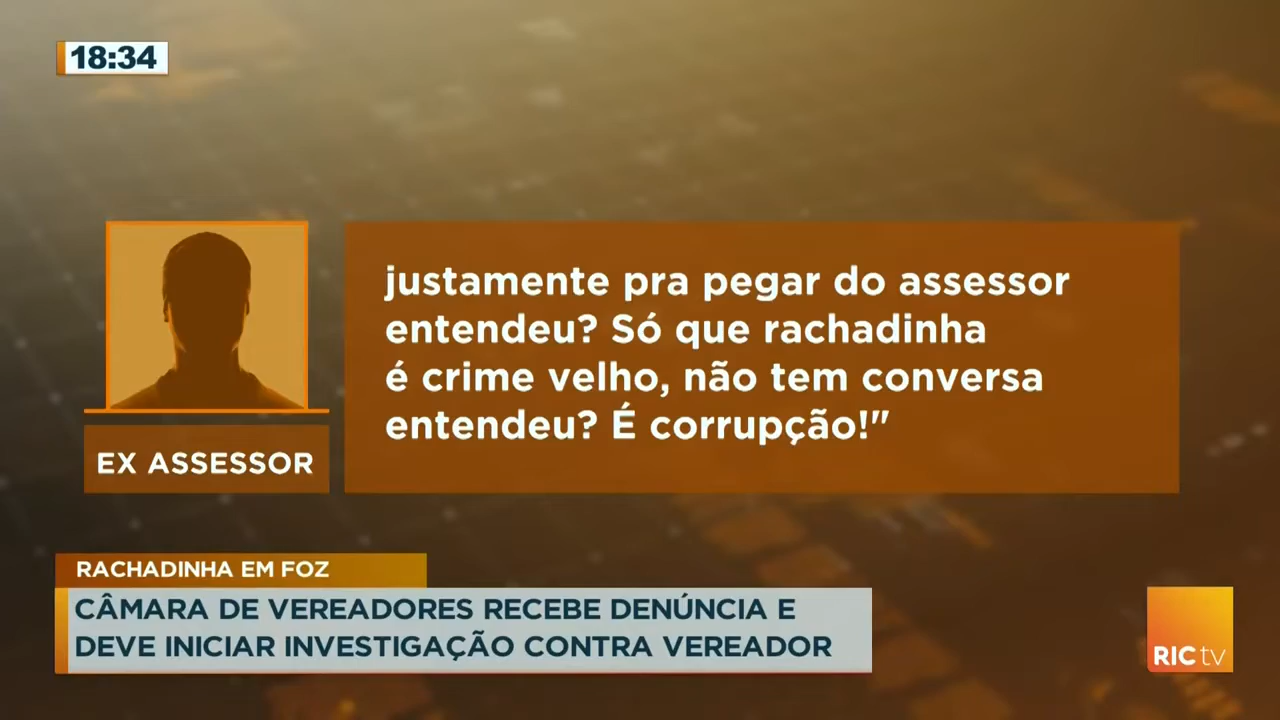 18:34
justamente pra pegar do assessor
entendeu? Só que rachadinha
é crime velho, não tem conversa
entendeu? É corrupção!"
EX ASSESSOR
RACHADINHA EM FOZ
CÂMARA DE VEREADORES RECEBE DENÚNCIA E
DEVE INICIAR INVESTIGAÇÃO CONTRA VEREADOR
RIC tv